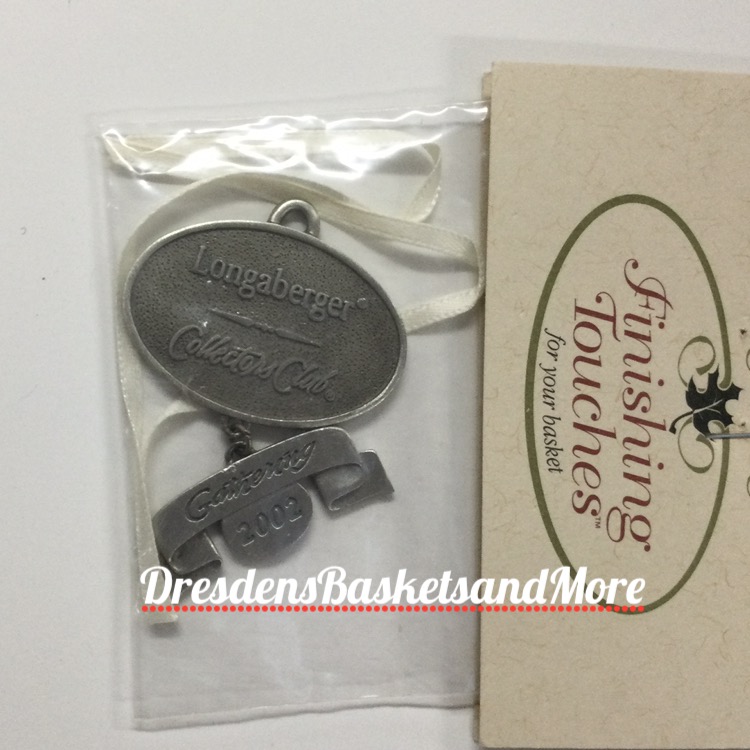 Longaberger
Collectors Club®
Gathering
2002
Finishing
Touches™
for your basket
DresdensBasketsandMore